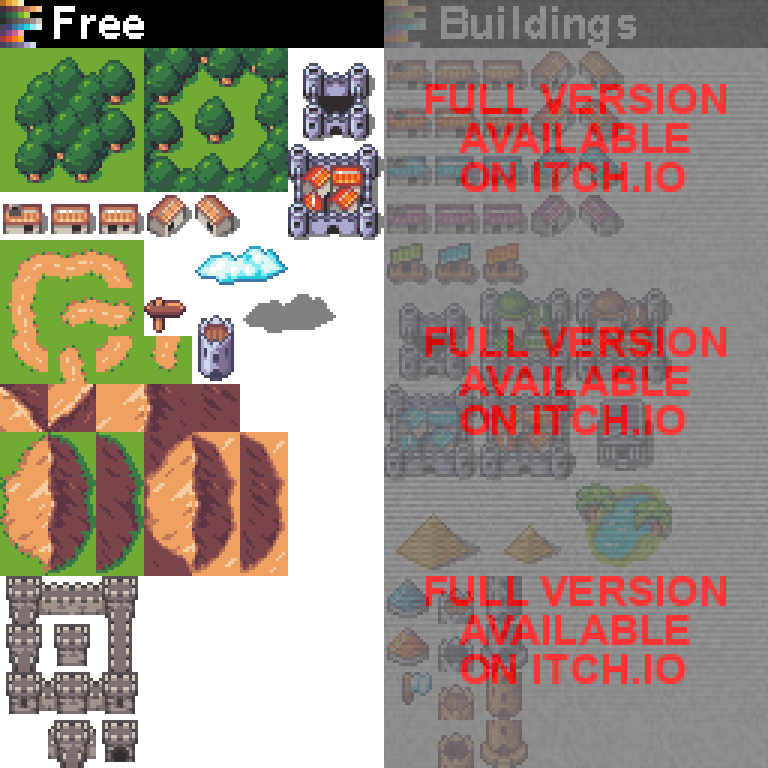 Free
Buildings
FULL VERSION
AVAILABLE
ON ITCH.IO
FULL VERSION
AVAILABLE
ON ITCH.IO
FULL VERSION
AVAILABLE
ON ITCH.IO